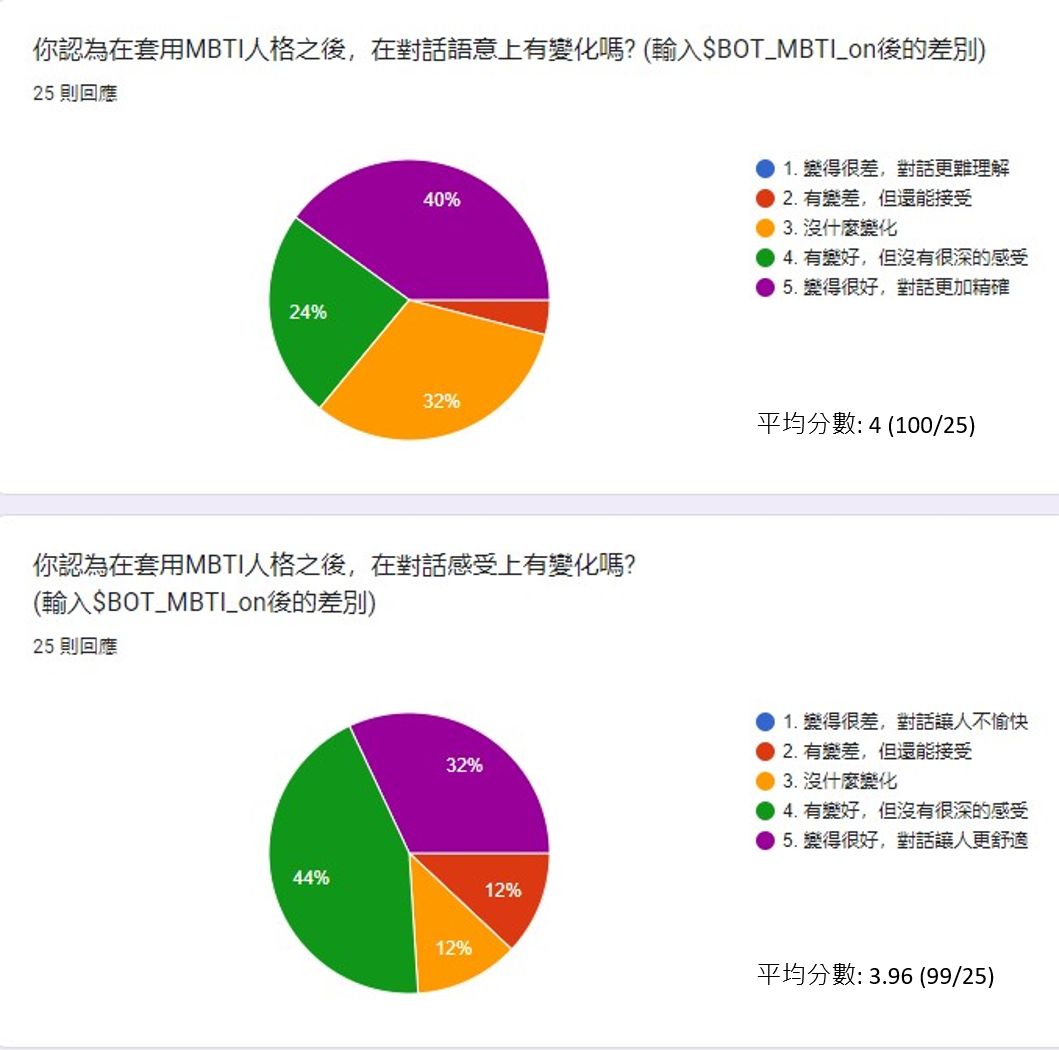 你認為在套用MBTI人格之後，在對話語意上有變化嗎? (輸入$BOT_MBTI_on後的差別)
25 則回應
40%
24%
32%
1. 變得很差，對話更難理解
2. 有變差，但還能接受
3. 沒什麼變化
4. 有變好，但沒有很深的感受
5. 變得很好，對話更加精確
平均分數: 4 (100/25)
你認為在套用MBTI人格之後，在對話感受上有變化嗎?
(輸入$BOT_MBTI_on後的差別)
25 則回應
32%
44%
12%
12%
1. 變得很差，對話讓人不愉快
2. 有變差，但還能接受
3. 沒什麼變化
4. 有變好，但沒有很深的感受
5. 變得很好，對話讓人更舒適
平均分數: 3.96 (99/25)